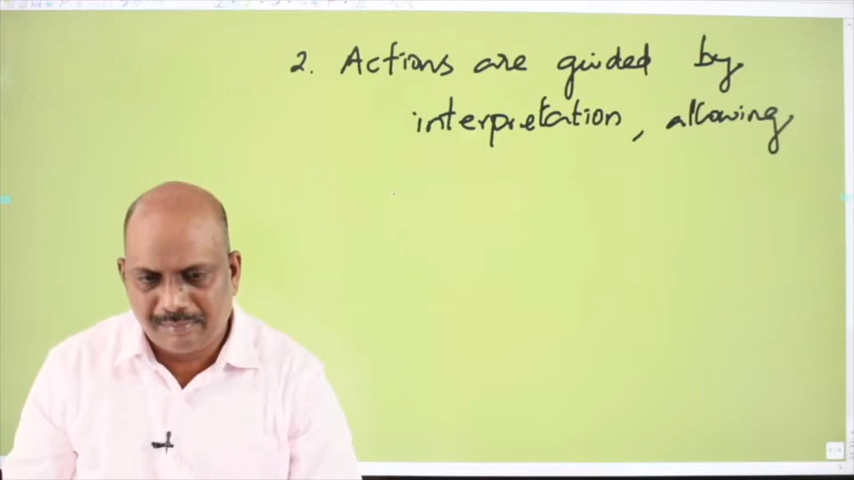 2. Actions are guided by
interpretation, allowing